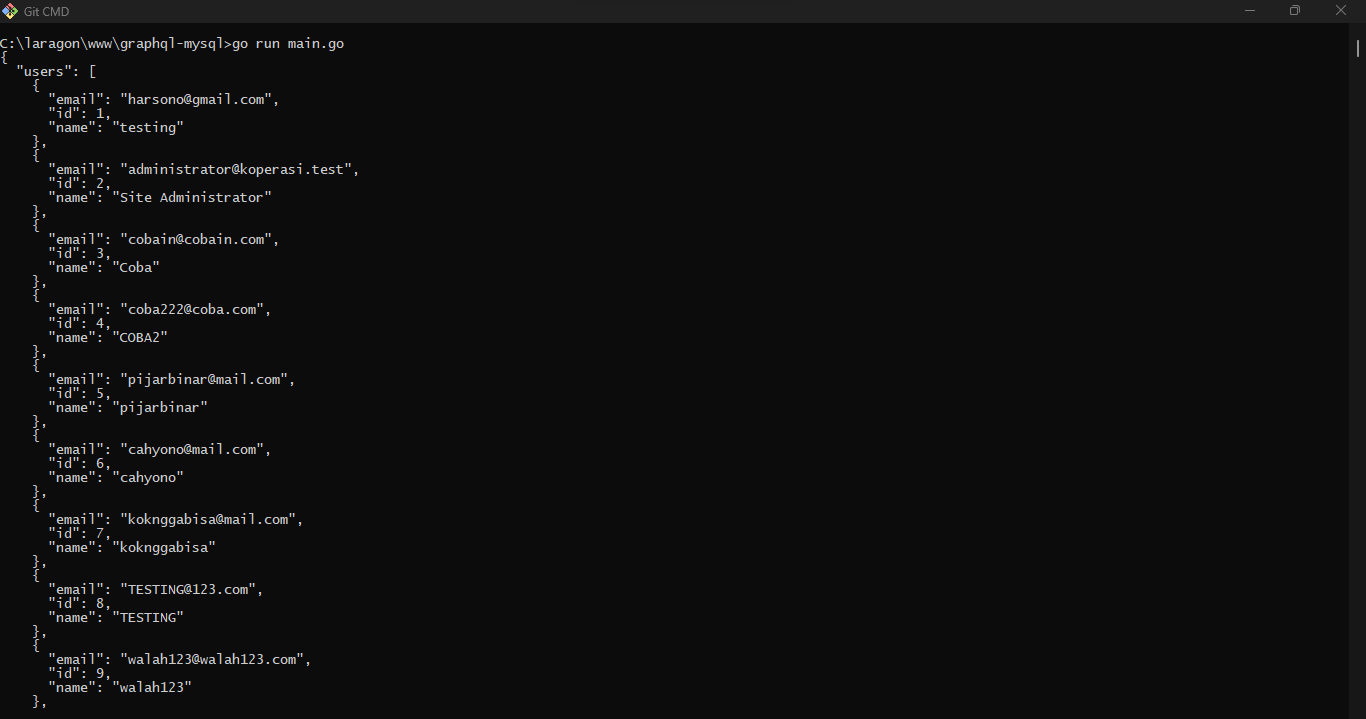 Git CMD
C:\laragon\www\graphql-mysql>go run main.go
{
  "users": [
    {
      "email": "harsono@gmail.com",
      "id": 1,
      "name": "testing"
    },
    {
      "email": "administrator@koperasi.test",
      "id": 2,
      "name": "Site Administrator"
    },
    {
      "email": "cobain@cobain.com",
      "id": 3,
      "name": "Coba"
    },
    {
      "email": "coba222@coba.com",
      "id": 4,
      "name": "COBA2"
    },
    {
      "email": "pijarbinar@mail.com",
      "id": 5,
      "name": "pijarbinar"
    },
    {
      "email": "cahyono@mail.com",
      "id": 6,
      "name": "cahyono"
    },
    {
      "email": "koknggabisa@mail.com",
      "id": 7,
      "name": "koknggabisa"
    },
    {
      "email": "TESTING@123.com",
      "id": 8,
      "name": "TESTING"
    },
    {
      "email": "walah123@walah123.com",
      "id": 9,
      "name": "walah123"
    },